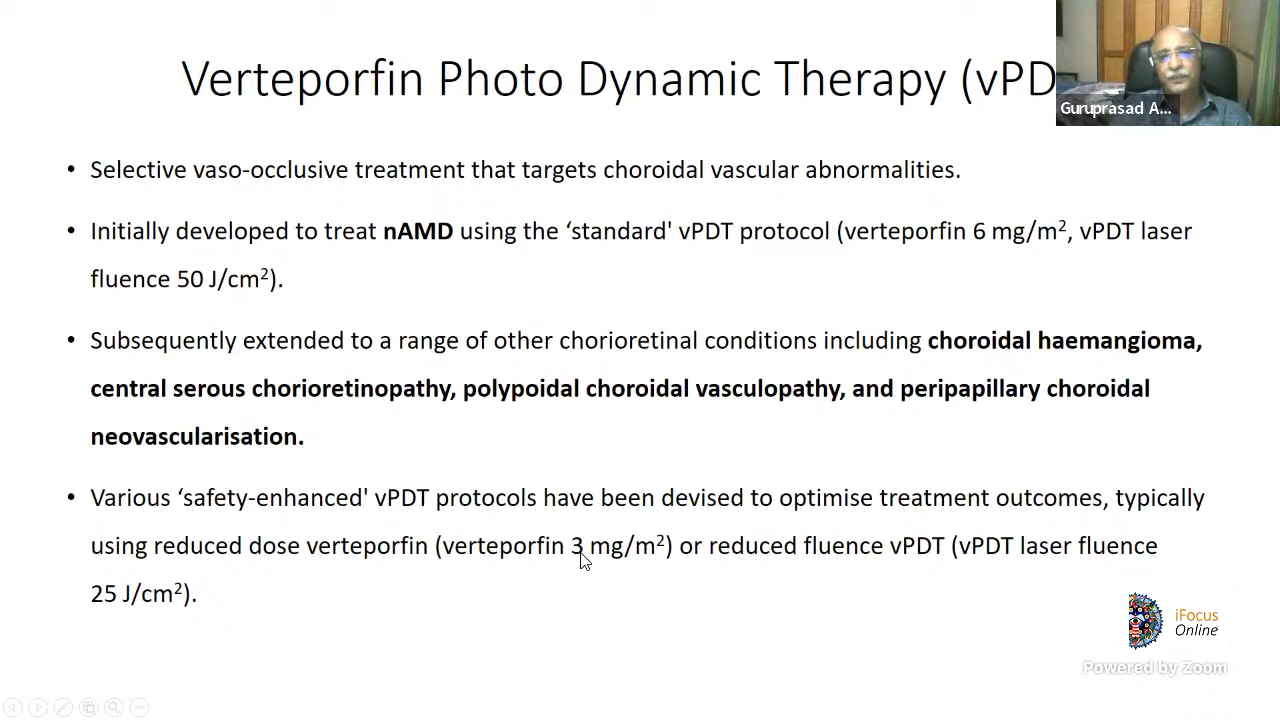 Verteporfin Photo Dynamic Therapy (vPD
Guruprasad A...
• Selective vaso-occlusive treatment that targets choroidal vascular abnormalities.
• Initially developed to treat nAMD using the ‘standard' vPDT protocol (verteporfin 6 mg/m², vPDT laser
fluence 50 J/cm²).
• Subsequently extended to a range of other chorioretinal conditions including choroidal haemangioma,
central serous chorioretinopathy, polypoidal choroidal vasculopathy, and peripapillary choroidal
neovascularisation.
• Various ‘safety-enhanced' vPDT protocols have been devised to optimise treatment outcomes, typically
using reduced dose verteporfin (verteporfin 3 mg/m²) or reduced fluence vPDT (vPDT laser fluence
25 J/cm²).
iFocus
Online
Powered by Zoom